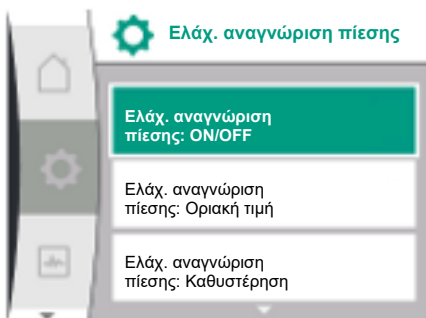 Ελάχ. αναγνώριση πίεσης
Ελάχ. αναγνώριση
πίεσης: ON/OFF
Ελάχ. αναγνώριση
πίεσης: Οριακή τιμή
Ελάχ. αναγνώριση
πίεσης: Καθυστέρηση